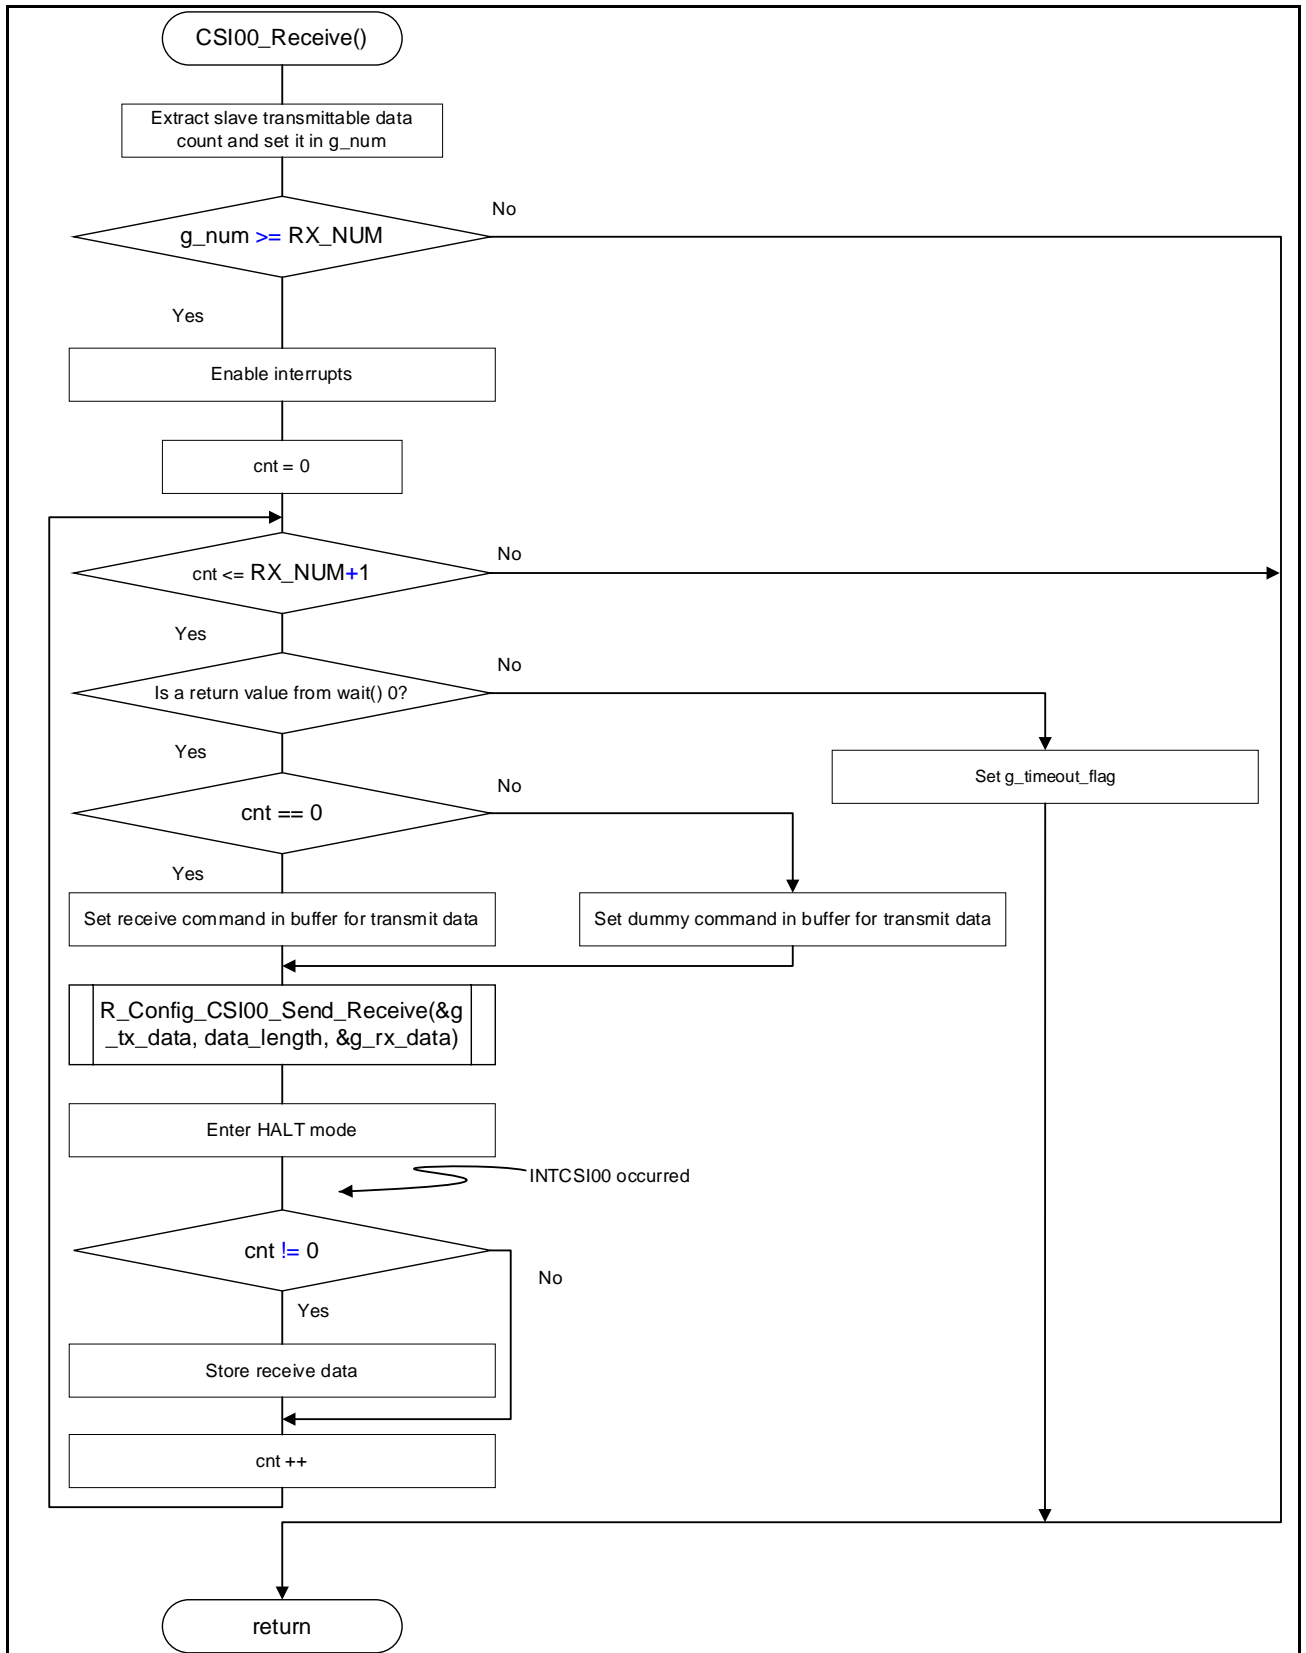 CSI00_Receive()
Extract slave transmittable data
count and set it in g_num
No
g_num >= RX_NUM
Yes
Enable interrupts
cnt = 0
No
cnt <= RX_NUM+1
Yes
No
Is a return value from wait() 0?
Yes
Set g_timeout_flag
No
cnt == 0
Yes
Set receive command in buffer for transmit data
Set dummy command in buffer for transmit data
R_Config_CSI00_Send_Receive(&g
_tx_data, data_length, &g_rx_data)
Enter HALT mode
INTCSI00 occurred
cnt != 0
No
Yes
Store receive data
cnt ++
return